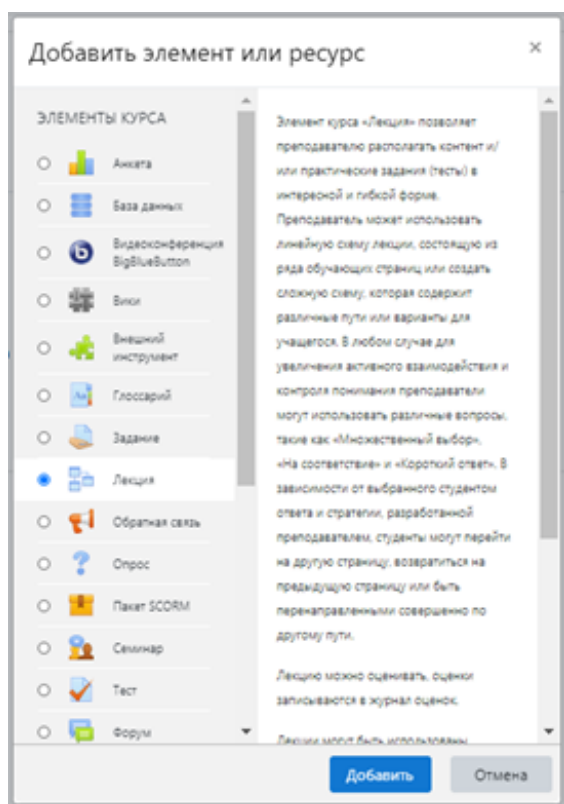 Добавить элемент или ресурс
×
ЭЛЕМЕНТЫ КУРСА
Анкета
База данных
Видеоконференция
BigBlueButton
Вики
Внешний
инструмент
Глоссарий
Задание
Лекция
Обратная связь
Опрос
Пакет SCORM
Семинар
Тест
Форум
Элемент курса «Лекция» позволяет
преподавателю располагать контент и/
или практические задания (тесты) в
интересной и гибкой форме.
Преподаватель может использовать
линейную схему лекции, состоящую из
ряда обучающих страниц или создать
сложную схему, которая содержит
различные пути или варианты для
учащегося. В любом случае для
увеличения активного взаимодействия и
контроля понимания преподаватели
могут использовать различные вопросы,
такие как «Множественный выбор»,
«На соответствие» и «Короткий ответ». В
зависимости от выбранного студентом
ответа и стратегии, разработанной
преподавателем, студенты могут перейти
на другую страницу, возвратиться на
предыдущую страницу или быть
перенаправленными совершенно по
другому пути.
Лекцию можно оценивать, оценки
записываются в журнал оценок.
Лекции могут быть использованы
Добавить
Отмена